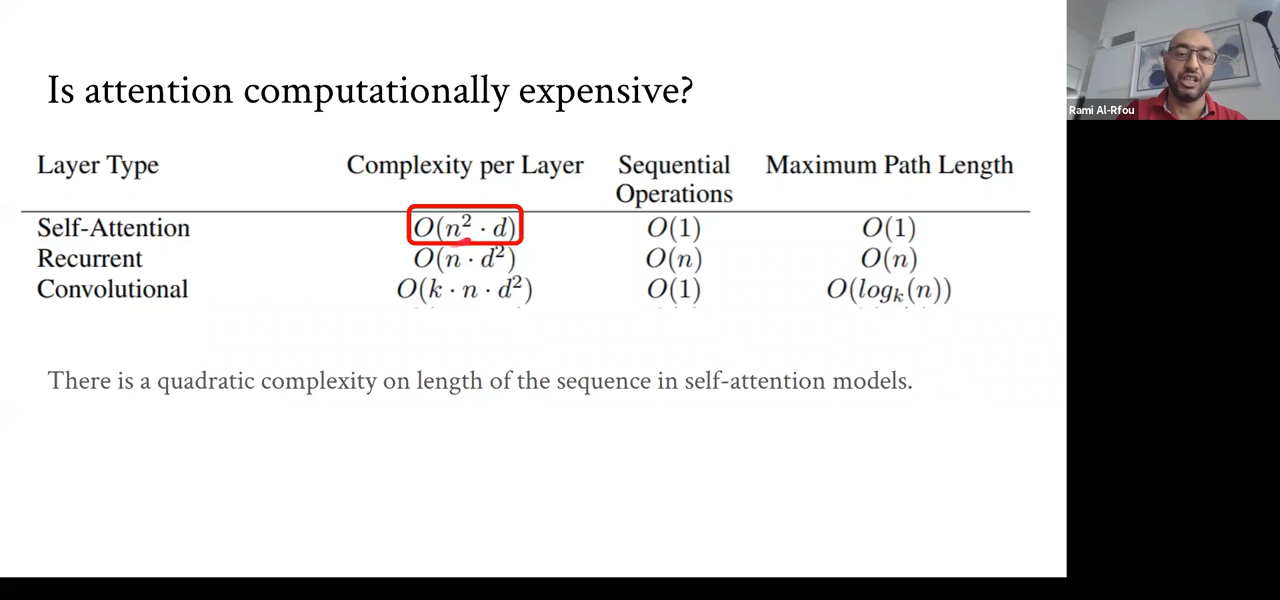 Is attention computationally expensive?
Layer Type Complexity per Layer Sequential Operations Maximum Path Length
Self-Attention O(n² · d) O(1) O(1)
Recurrent O(n · d²) O(n) O(n)
Convolutional O(k · n · d²) O(1) O(logₖ(n))
There is a quadratic complexity on length of the sequence in self-attention models.
Rami Al-Rfou